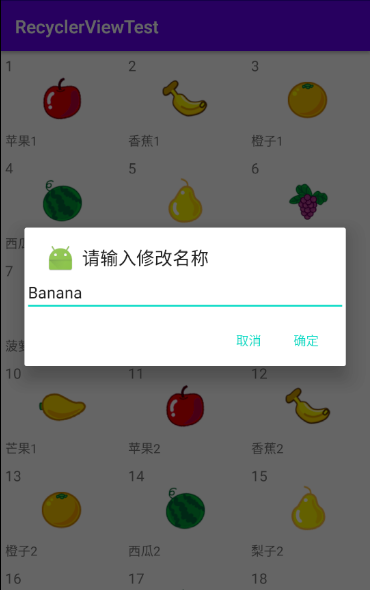 RecyclerViewTest
1 2 3
苹果1 香蕉1 橙子1
4 5 6
西
请输入修改名称
7
Banana
取消 确定
菠
10 11 12
芒果1 苹果2 香蕉2
13 14 15
橙子2 西瓜2 梨子2
16 17 18